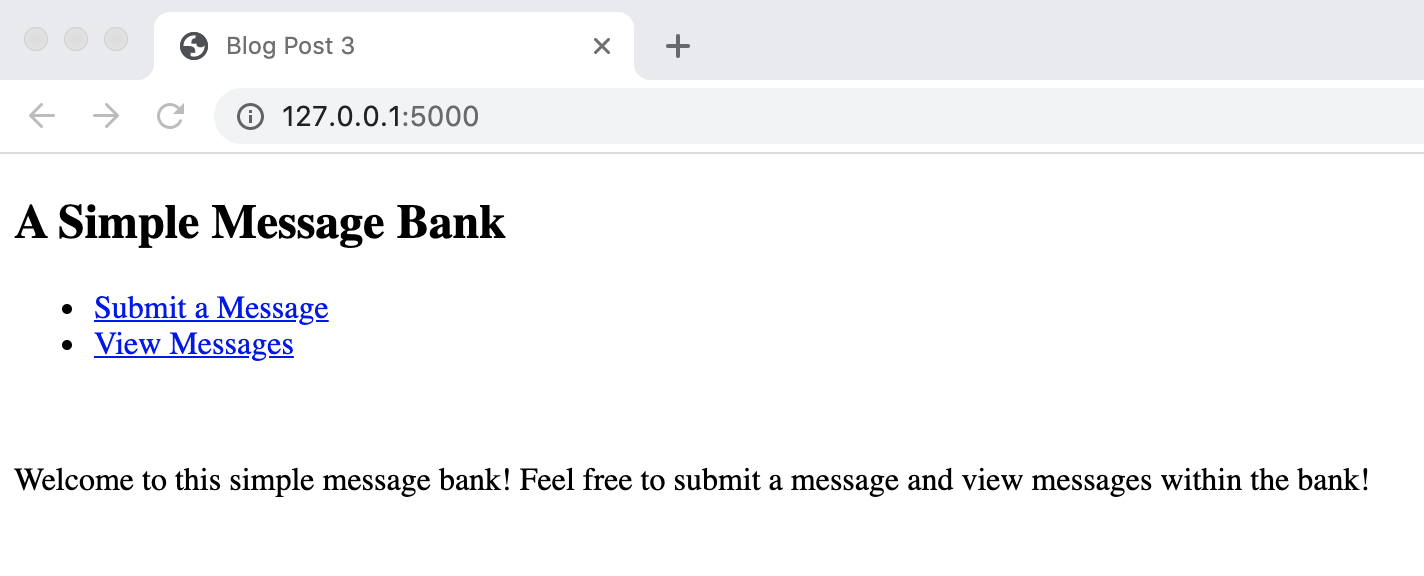 Blog Post 3
127.0.0.1:5000
A Simple Message Bank
Submit a Message
View Messages
Welcome to this simple message bank! Feel free to submit a message and view messages within the bank!